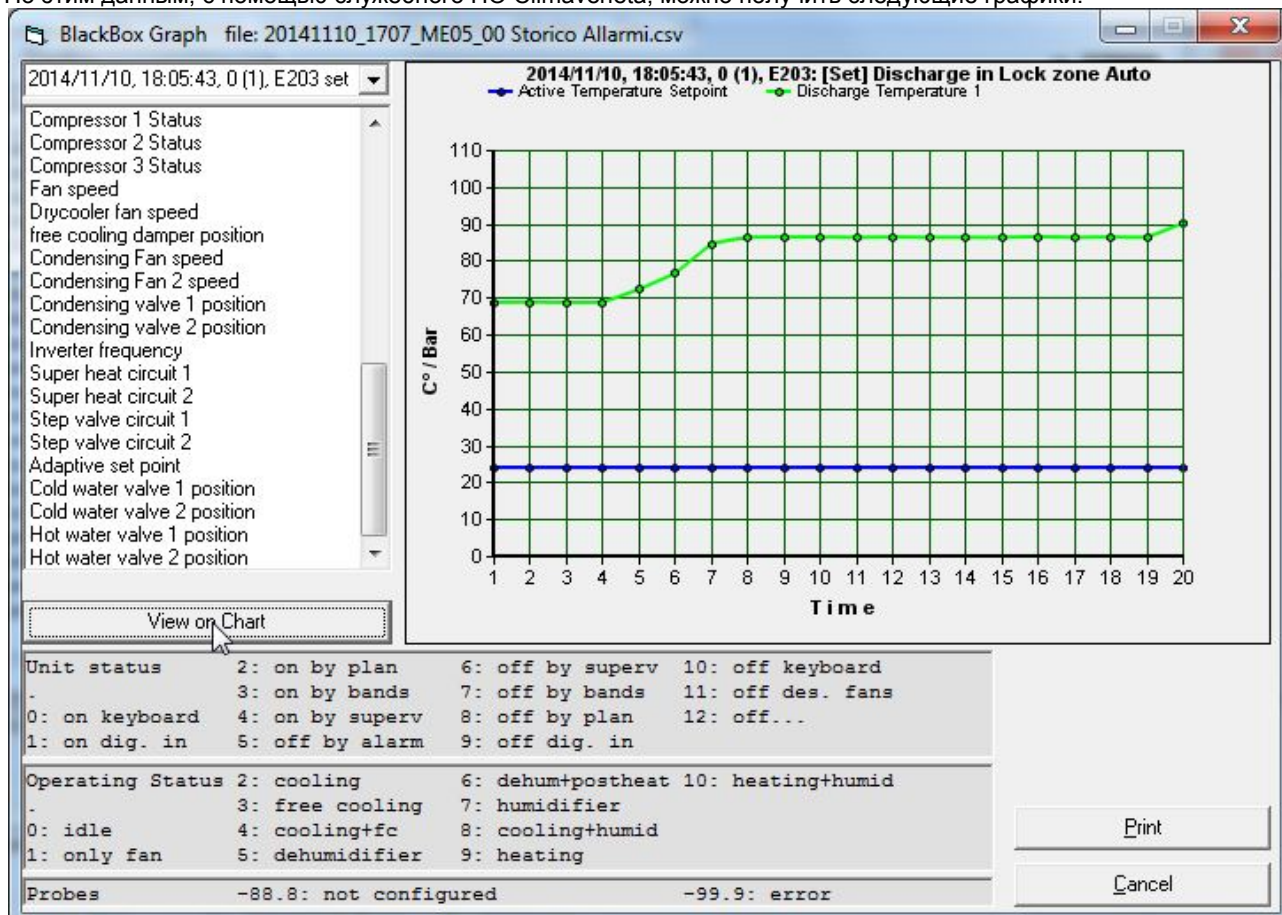 По этим данным, с помощью служебного ПО Climaveneta, можно получить следующие графики:
BlackBox Graph file: 20141110_1707_ME05_00 Storico Allarmi.csv
2014/11/10, 18:05:43, 0 (1), E203 set
Compressor 1 Status
Compressor 2 Status
Compressor 3 Status
Fan speed
Drycooler fan speed
free cooling damper position
Condensing Fan speed
Condensing Fan 2 speed
Condensing valve 1 position
Condensing valve 2 position
Inverter frequency
Super heat circuit 1
Super heat circuit 2
Step valve circuit 1
Step valve circuit 2
Adaptive set point
Cold water valve 1 position
Cold water valve 2 position
Hot water valve 1 position
Hot water valve 2 position
View on Chart
2014/11/10, 18:05:43, 0 (1), E203: [Set] Discharge in Lock zone Auto
Active Temperature Setpoint Discharge Temperature 1
110
100
90
80
70
60
50
40
30
20
10
0
C°/Bar
1 2 3 4 5 6 7 8 9 10 11 12 13 14 15 16 17 18 19 20
Time
Unit status 2: on by plan 6: off by superv 10: off keyboard
. 3: on by bands 7: off by bands 11: off des. fans
0: on keyboard 4: on by superv 8: off by plan 12: off...
1: on dig. in 5: off by alarm 9: off dig. in
Operating Status 2: cooling 6: dehum+postheat 10: heating+humid
. 3: free cooling 7: humidifier
0: idle 4: cooling+fc 8: cooling+humid
1: only fan 5: dehumidifier 9: heating
Probes -88.8: not configured -99.9: error
Print
Cancel